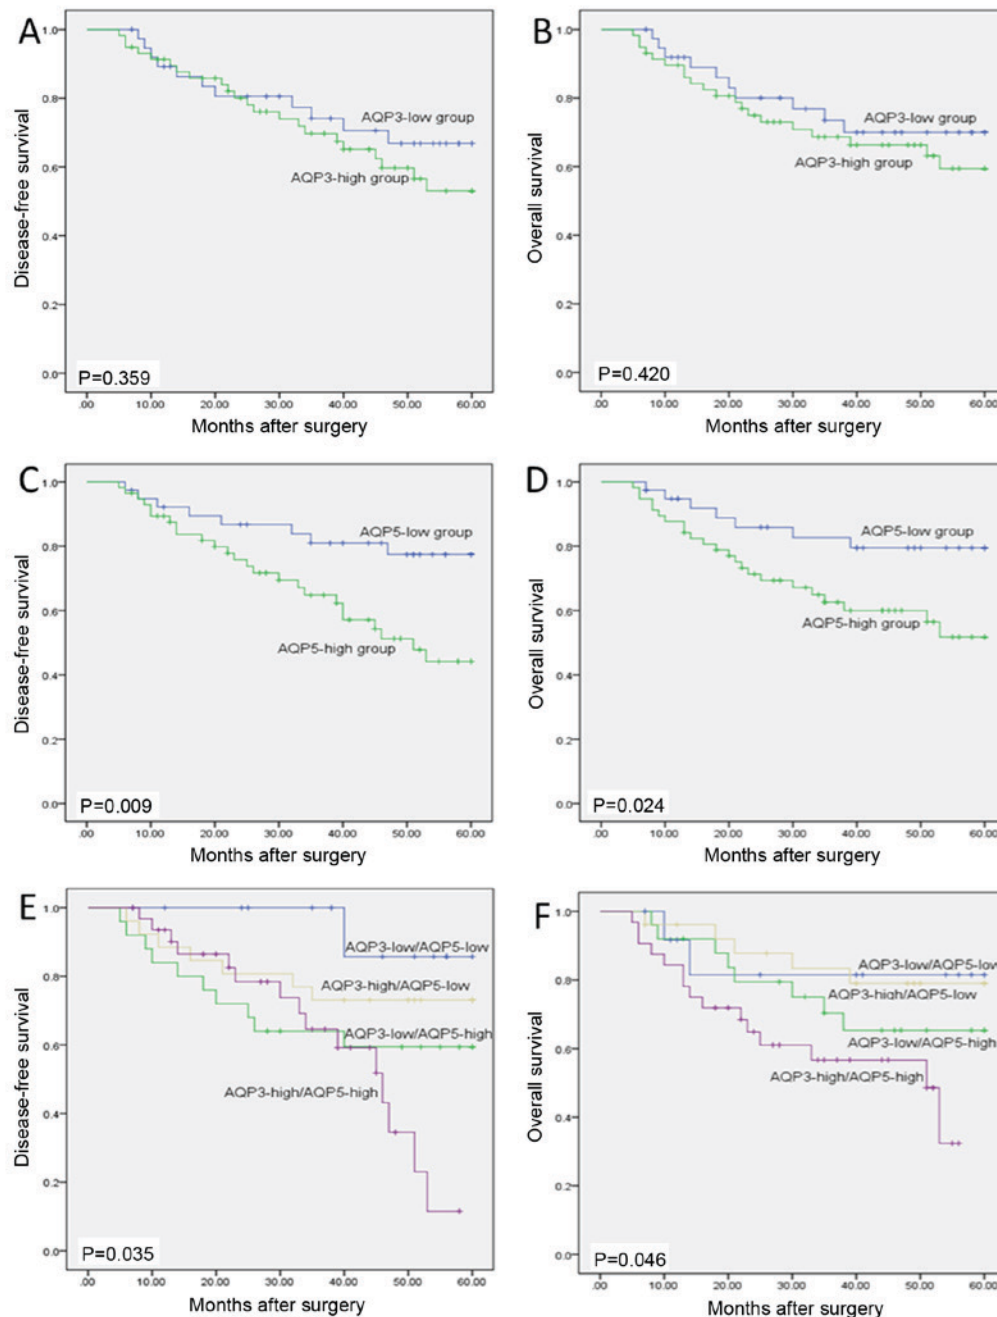 A
B
1.0
0.8
0.6
0.4
0.2
0.0
Disease-free survival
AQP3-low group
AQP3-high group
P=0.359
.00 10.00 20.00 30.00 40.00 50.00 60.00
Months after surgery
1.0
0.8
0.6
0.4
0.2
0.0
Overall survival
AQP3-low group
AQP3-high group
P=0.420
.00 10.00 20.00 30.00 40.00 50.00 60.00
Months after surgery
C
D
1.0
0.8
0.6
0.4
0.2
0.0
Disease-free survival
AQP5-low group
AQP5-high group
P=0.009
.00 10.00 20.00 30.00 40.00 50.00 60.00
Months after surgery
1.0
0.8
0.6
0.4
0.2
0.0
Overall survival
AQP5-low group
AQP5-high group
P=0.024
.00 10.00 20.00 30.00 40.00 50.00 60.00
Months after surgery
E
F
1.0
0.8
0.6
0.4
0.2
0.0
Disease-free survival
AQP3-low/AQP5-low
AQP3-high/AQP5-low
AQP3-low/AQP5-high
AQP3-high/AQP5-high
P=0.035
.00 10.00 20.00 30.00 40.00 50.00 60.00
Months after surgery
1.0
0.8
0.6
0.4
0.2
0.0
Overall survival
AQP3-low/AQP5-low
AQP3-high/AQP5-low
AQP3-low/AQP5-high
AQP3-high/AQP5-high
P=0.046
.00 10.00 20.00 30.00 40.00 50.00 60.00
Months after surgery